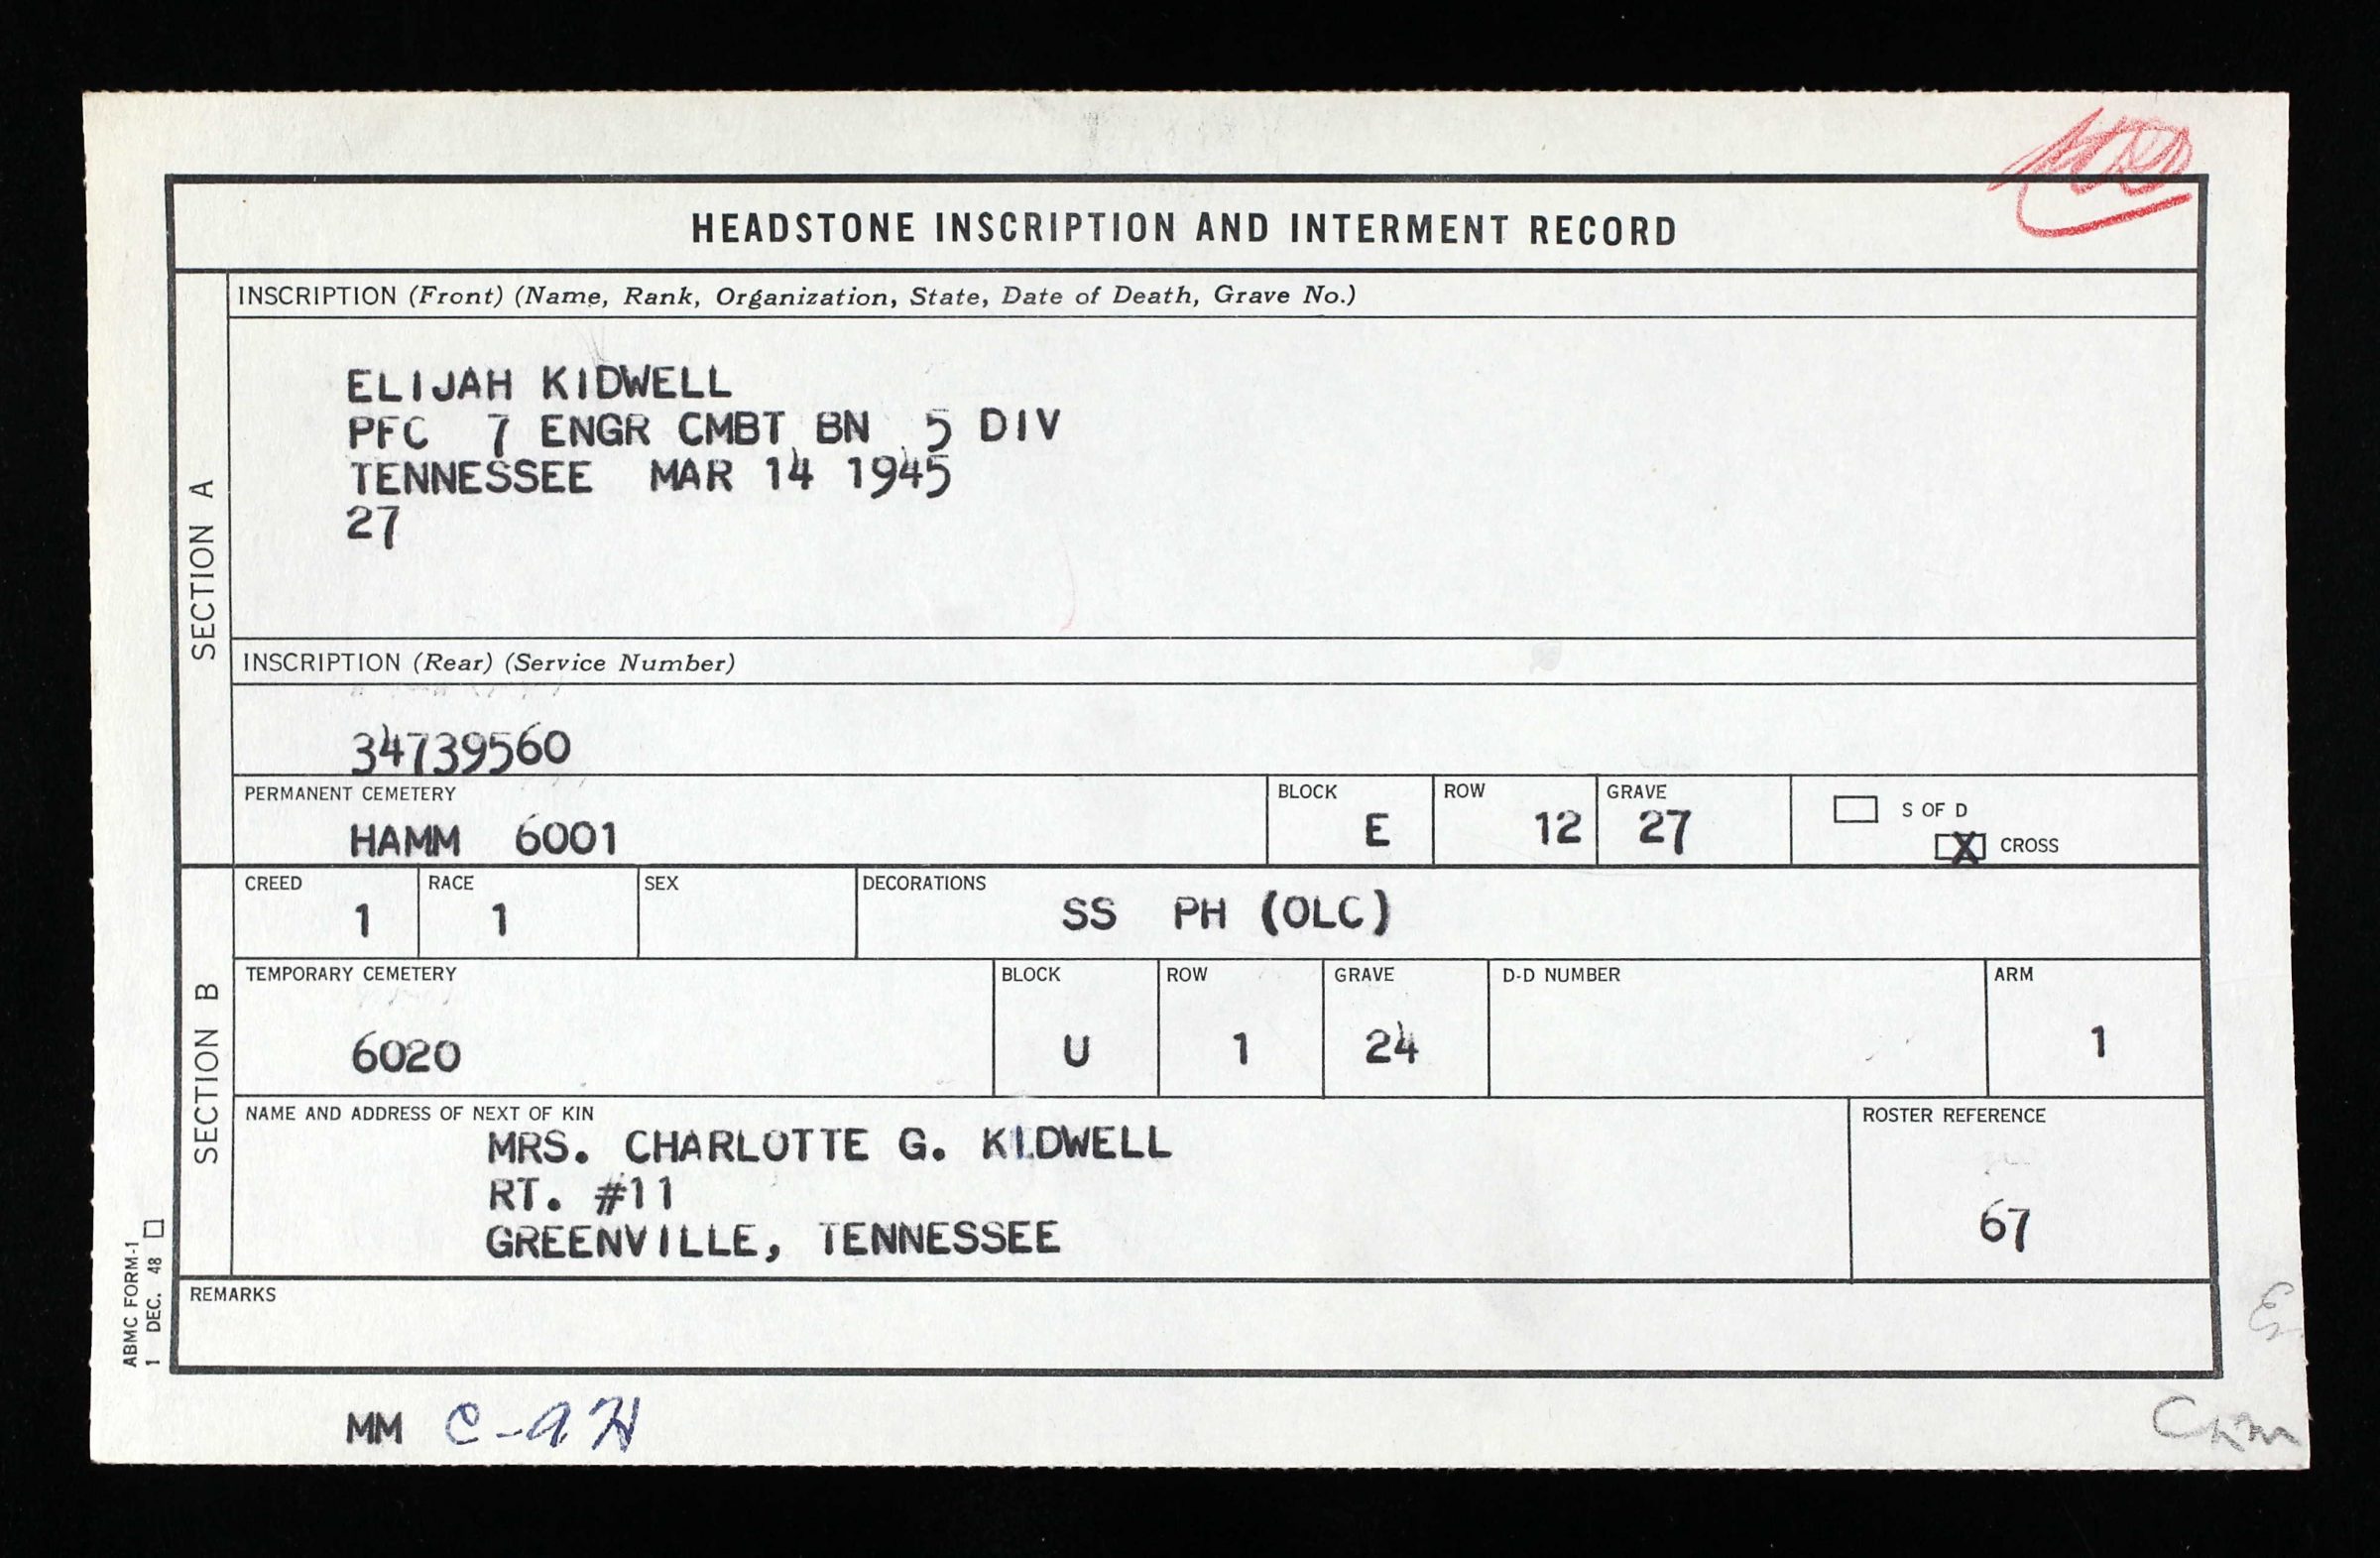 HEADSTONE INSCRIPTION AND INTERMENT RECORD
SECTION A
INSCRIPTION (Front) (Name, Rank, Organization, State, Date of Death, Grave No.)
ELIJAH KIDWELL
PFC 7 ENGR CMBT BN 5 DIV
TENNESSEE MAR 14 1945
27
INSCRIPTION (Rear) (Service Number)
34739560
PERMANENT CEMETERY BLOCK ROW GRAVE
HAMM 6001 E 12 27
S OF D
X CROSS
SECTION B
CREED RACE SEX DECORATIONS
1 1 SS PH (OLC)
TEMPORARY CEMETERY BLOCK ROW GRAVE D-D NUMBER ARM
6020 U 1 24 1
NAME AND ADDRESS OF NEXT OF KIN ROSTER REFERENCE
MRS. CHARLOTTE G. KIDWELL
RT. #11
GREENVILLE, TENNESSEE
67
REMARKS
ABMC FORM-1
1 DEC. 48
MM C-AH